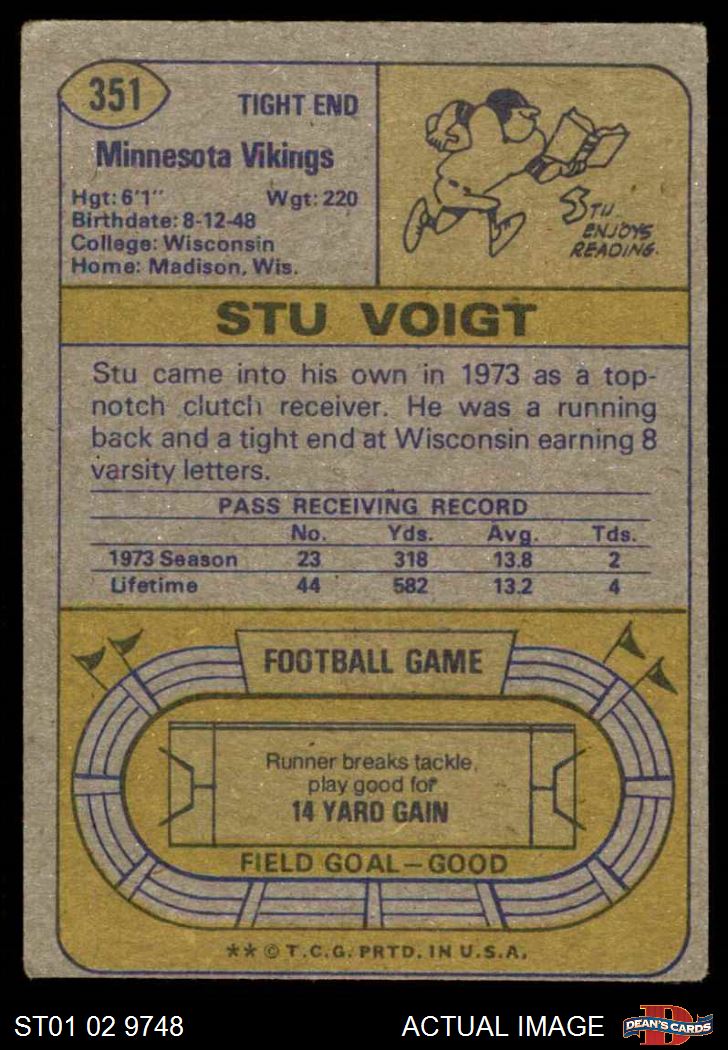 351
TIGHT END
Minnesota Vikings
Hgt: 6'1" Wgt: 220
Birthdate: 8-12-48
College: Wisconsin
Home: Madison, Wis.
STU
ENJOYS
READING.
STU VOIGT
Stu came into his own in 1973 as a top-
notch clutch receiver. He was a running
back and a tight end at Wisconsin earning 8
varsity letters.
PASS RECEIVING RECORD
No. Yds. Avg. Tds.
1973 Season 23 318 13.8 2
Lifetime 44 582 13.2 4
FOOTBALL GAME
Runner breaks tackle,
play good for
14 YARD GAIN
FIELD GOAL—GOOD
** © T.C.G. PRTD. IN U.S.A.
ST01 02 9748 ACTUAL IMAGE D DEAN'S CARDS